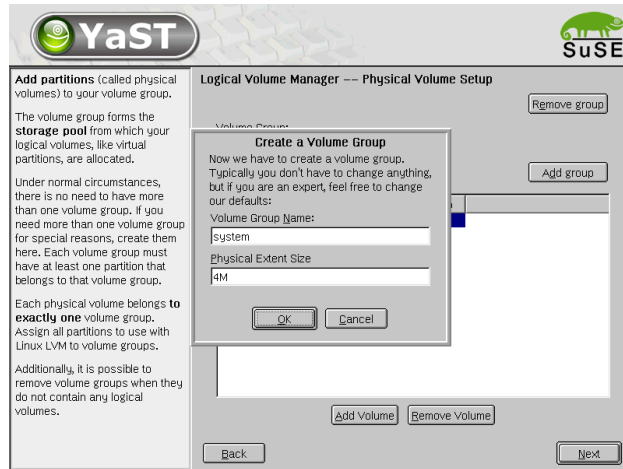 YaST
SuSE
Add partitions (called physical
volumes) to your volume group.
The volume group forms the
storage pool from which your
logical volumes, like virtual
partitions, are allocated.
Under normal circumstances,
there is no need to have more
than one volume group. If you
need more than one volume group
for special reasons, create them
here. Each volume group must
have at least one partition that
belongs to that volume group.
Each physical volume belongs to
exactly one volume group.
Assign all partitions to use with
Linux LVM to volume groups.
Additionally, it is possible to
remove volume groups when they
do not contain any logical
volumes.
Logical Volume Manager -- Physical Volume Setup
Remove group
Volume Group:
Add group
Create a Volume Group
Now we have to create a volume group.
Typically you don't have to change anything,
but if you are an expert, feel free to change
our defaults:
Volume Group Name:
system
Physical Extent Size
4M
OK
Cancel
Add Volume
Remove Volume
Back
Next